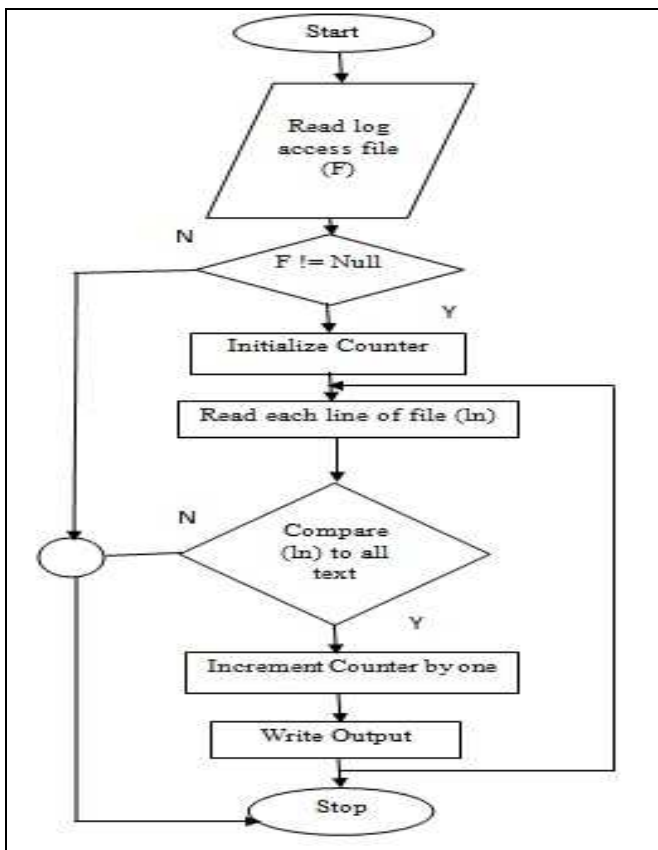 Start
Read log
access file
(F)
N
F != Null
Y
Initialize Counter
Read each line of file (ln)
N
Compare
(ln) to all
text
Y
Increment Counter by one
Write Output
Stop